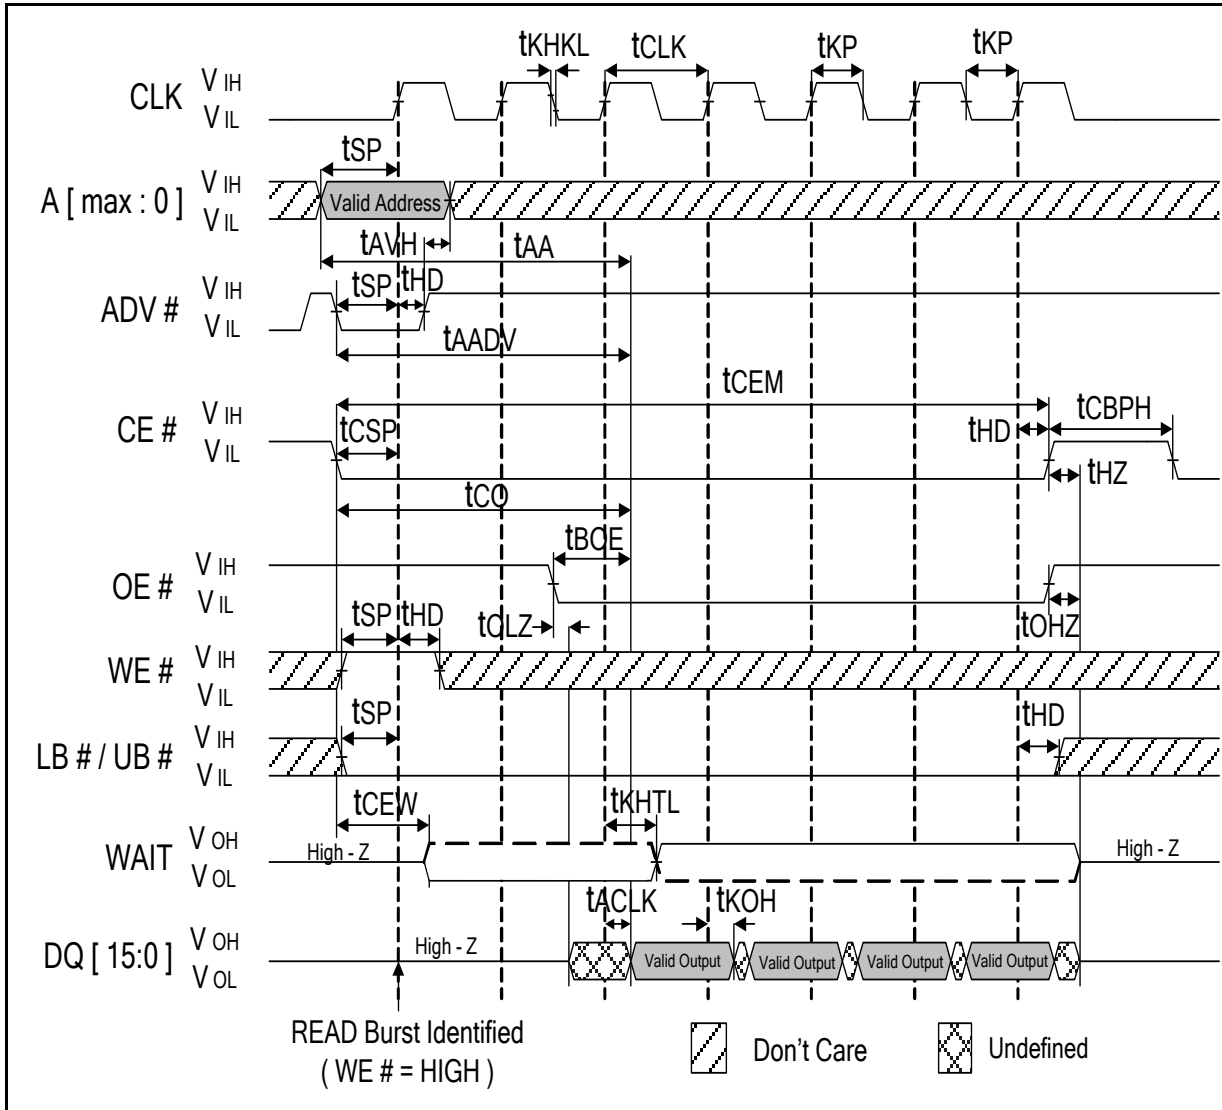 tKHKL tCLK tKP tKP
CLK V IH
V IL
tSP
A [ max : 0 ] V IH
V IL
Valid Address
tAVH tAA
ADV # V IH
V IL
tSP tHD
tAADV
tCEM
CE # V IH
V IL
tCSP tHD tCBPH
tHZ
tCO
tBOE
OE # V IH
V IL
tSP tHD tOLZ tOHZ
WE # V IH
V IL
tSP tHD
LB # / UB # V IH
V IL
tCEW tKHTL
WAIT V OH
V OL
High - Z High - Z
tACLK tKOH
DQ [ 15:0 ] V OH
V OL
High - Z Valid Output Valid Output Valid Output Valid Output
READ Burst Identified
( WE # = HIGH )
Don't Care Undefined